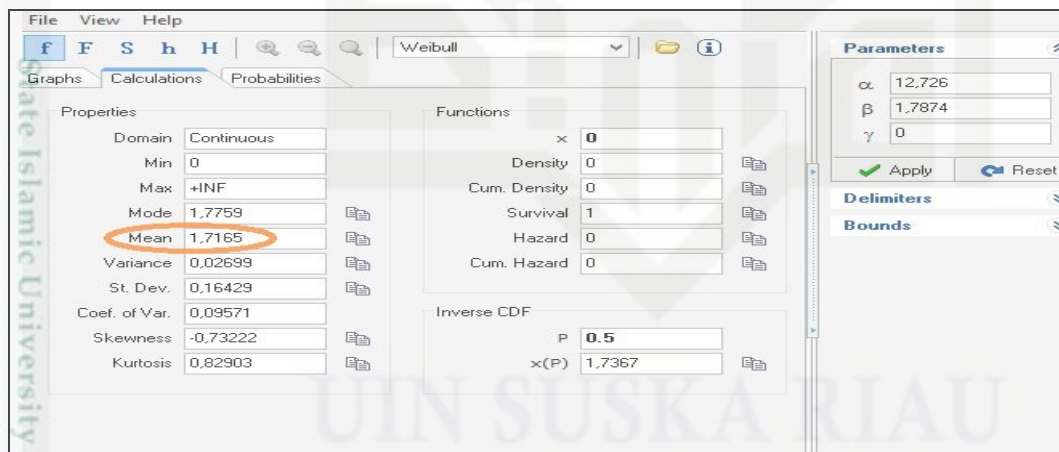 File View Help
f F S h H Weibull
Graphs Calculations Probabilities
Properties
Domain Continuous
Min 0
Max +INF
Mode 1,7759
Mean 1,7165
Variance 0,02699
St. Dev. 0,16429
Coef. of Var. 0,09571
Skewness -0,73222
Kurtosis 0,82903
Functions
x 0
Density 0
Cum. Density 0
Survival 1
Hazard 0
Cum. Hazard 0
Inverse CDF
P 0.5
x(P) 1,7367
Parameters
α 12,726
β 1,7874
γ 0
Apply Reset
Delimiters
Bounds
State Islamic University
UIN SUSKA RIAU